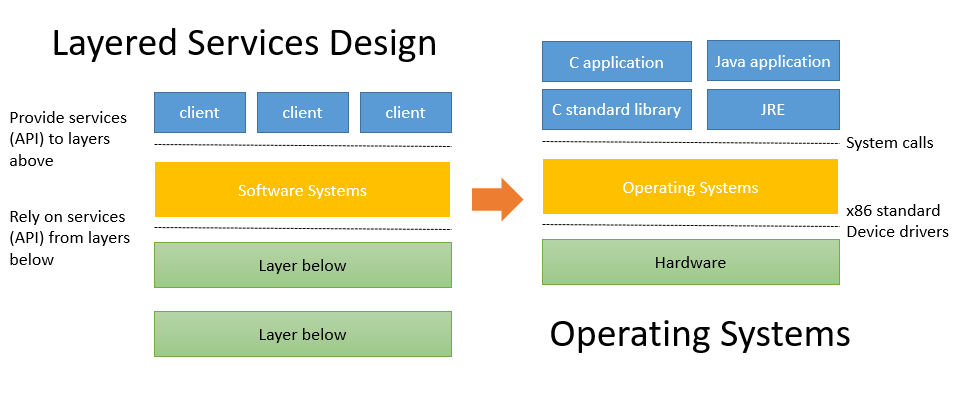 Layered Services Design
Provide services
(API) to layers
above
client
client
client
Software Systems
Rely on services
(API) from layers
below
Layer below
Layer below
C application
Java application
C standard library
JRE
System calls
Operating Systems
x86 standard
Device drivers
Hardware
Operating Systems